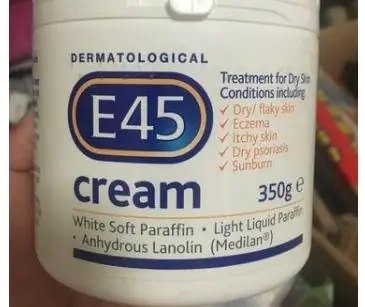 DERMATOLOGICAL
E45
cream
Treatment for Dry Skin
Conditions including
✓ Dry/ flaky skin
✓ Eczema
✓ Itchy skin
✓ Dry psoriasis
✓ Sunburn
350g ℮
White Soft Paraffin • Light Liquid Paraffin
• Anhydrous Lanolin (Medilan®)